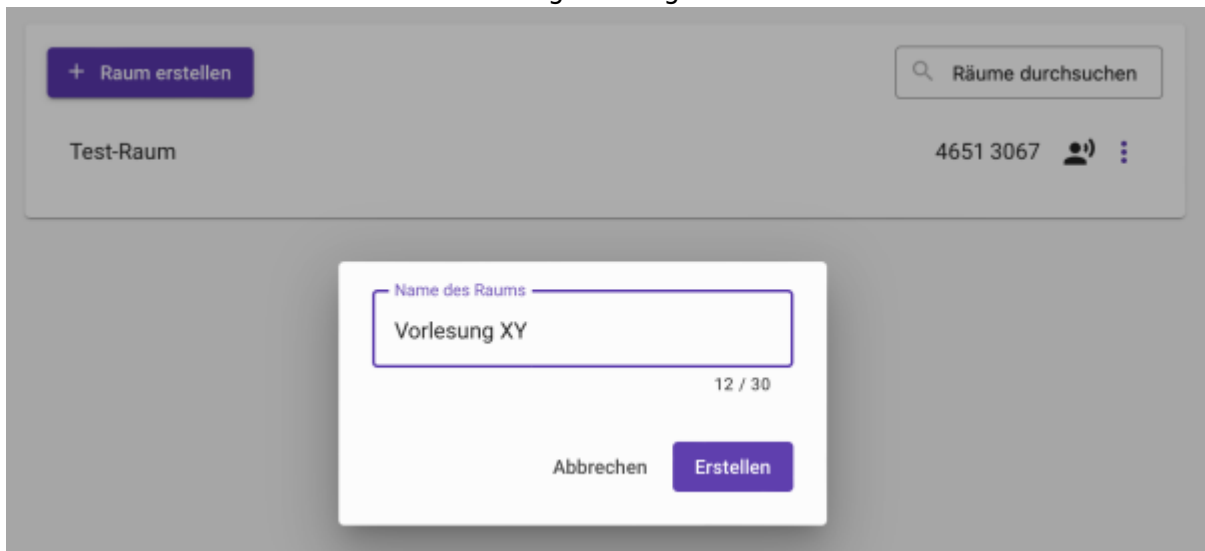 + Raum erstellen
Räume durchsuchen
Test-Raum
4651 3067
Name des Raums
Vorlesung XY
12 / 30
Abbrechen
Erstellen